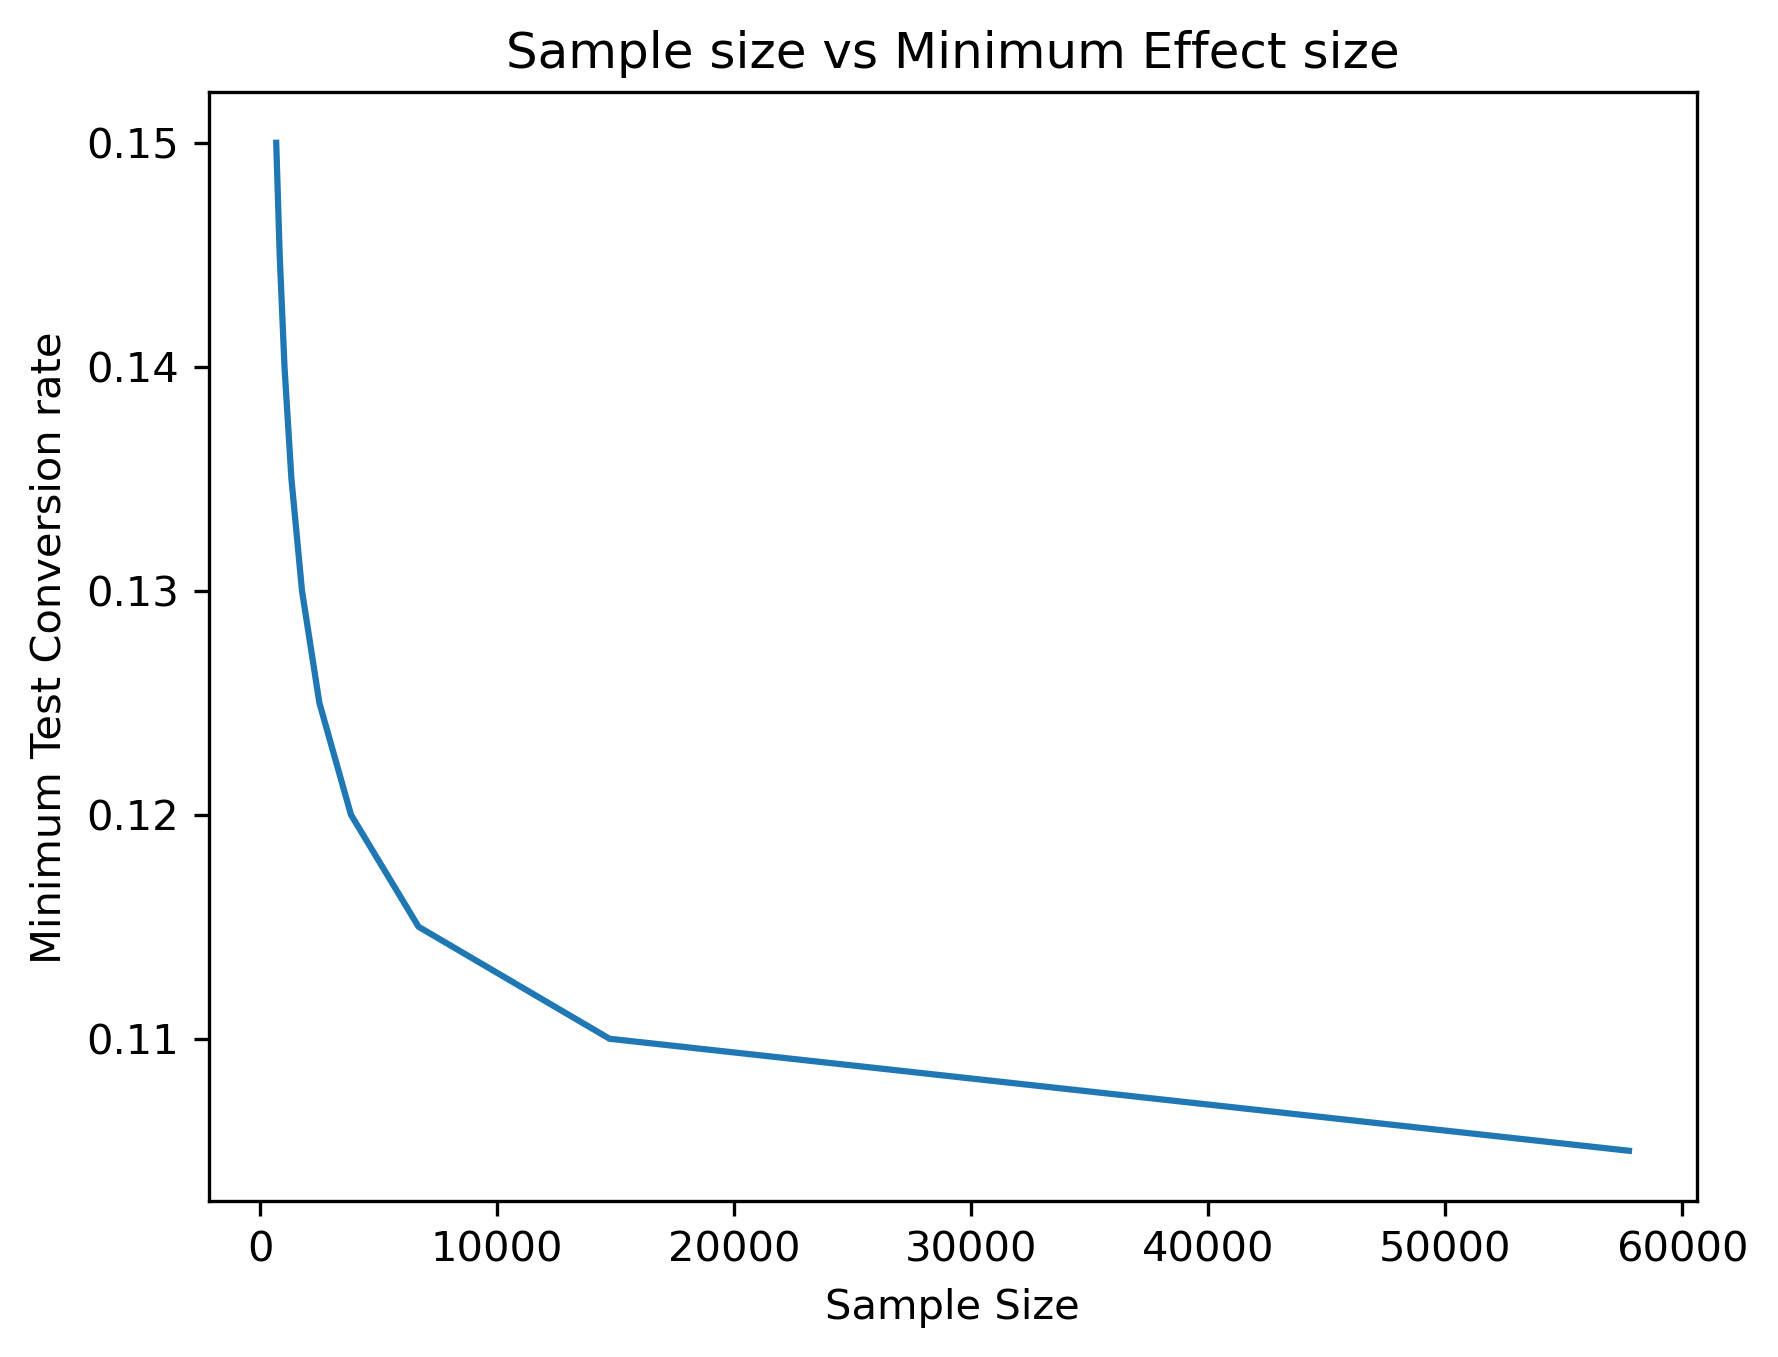 Sample size vs Minimum Effect size
Minimum Test Conversion rate
0.15
0.14
0.13
0.12
0.11
0 10000 20000 30000 40000 50000 60000
Sample Size